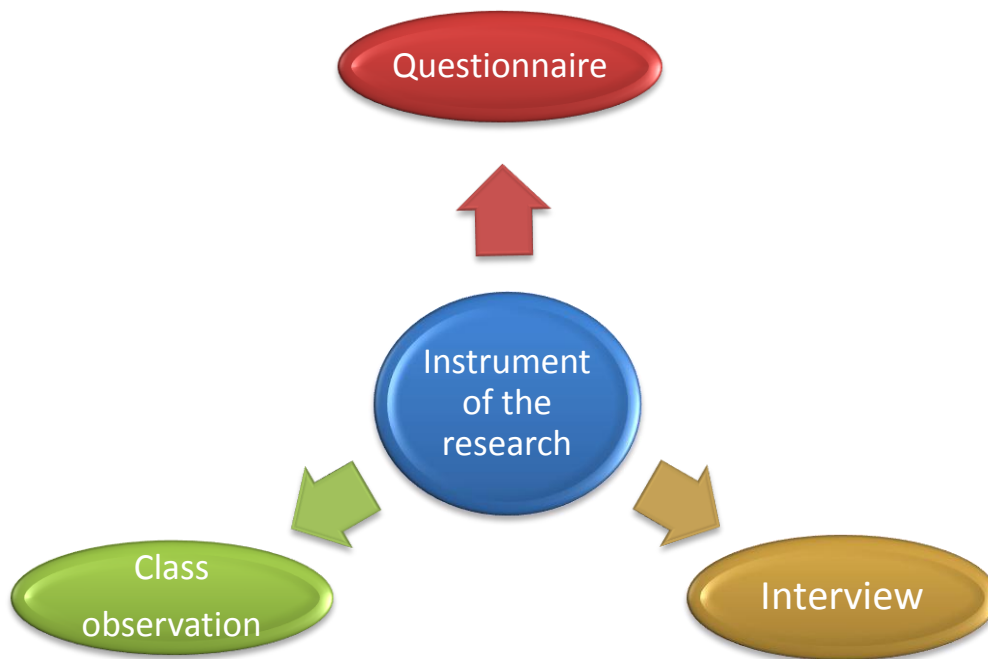 Questionnaire
Instrument
of the
research
Class
observation
Interview